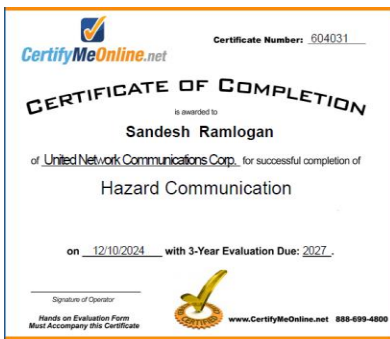 Certificate Number: 604031
CertifyMeOnline.net
CERTIFICATE OF COMPLETION
is awarded to
Sandesh Ramlogan
of United Network Communications Corp. for successful completion of
Hazard Communication
on 12/10/2024 with 3-Year Evaluation Due: 2027.
Signature of Operator
Hands on Evaluation Form
Must Accompany this Certificate
CERTIFIED
www.CertifyMeOnline.net 888-699-4800